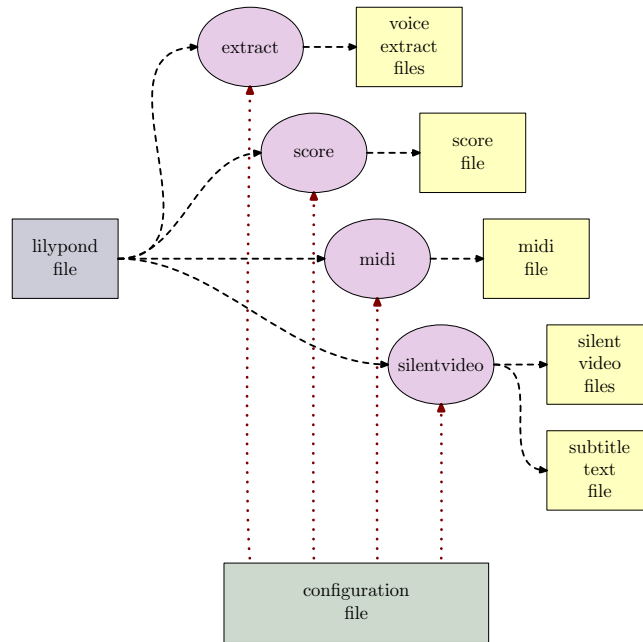 extract
voice
extract
files
score
score
file
lilypond
file
midi
midi
file
silentvideo
silent
video
files
subtitle
text
file
configuration
file